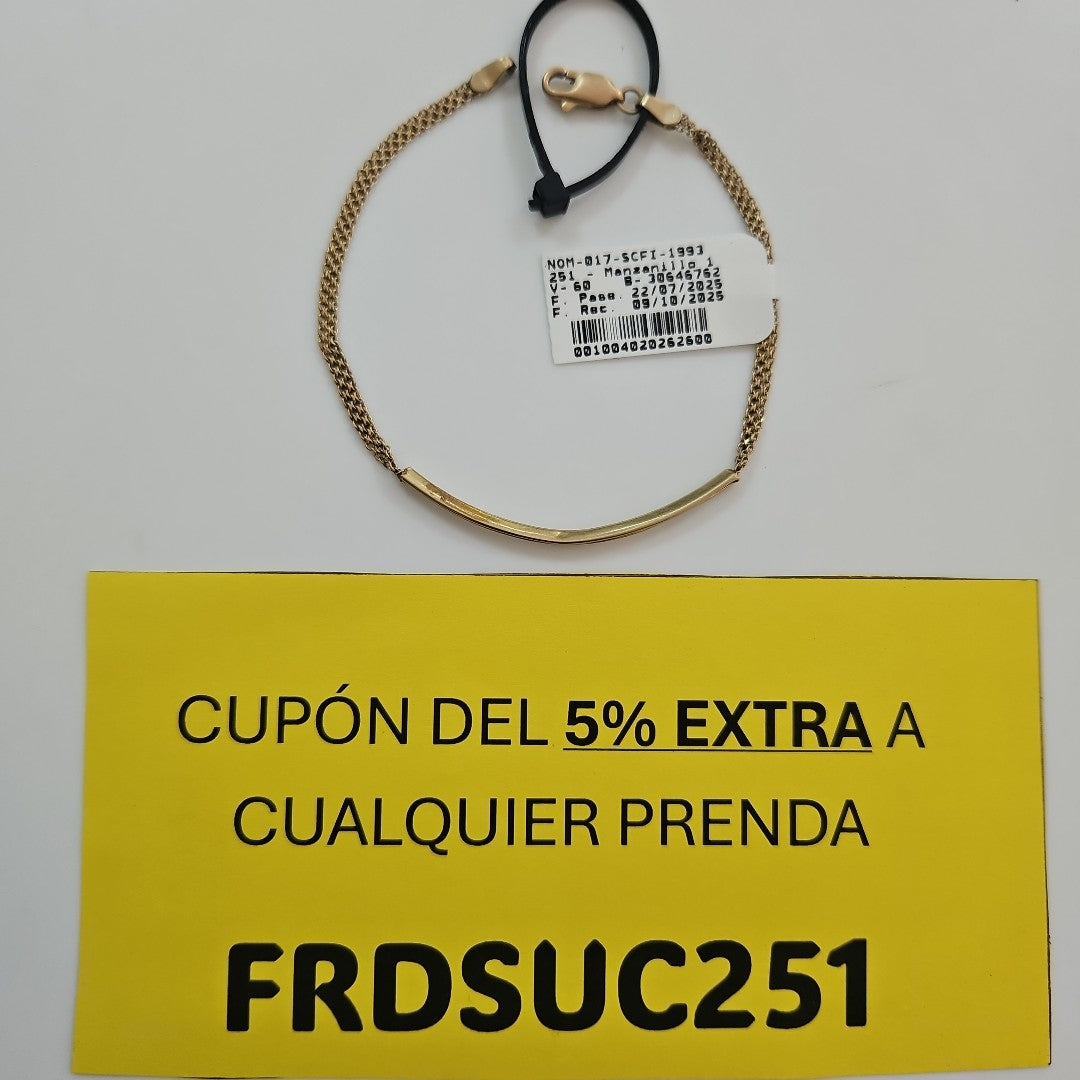 NOM-017-SCFI-1993
251 - Manzanillo 1
V- 60 B- 30646762
F. Pase. 22/07/2025
F. Rec. 09/10/2025
001004020262600
CUPÓN DEL 5% EXTRA A
CUALQUIER PRENDA
FRDSUC251